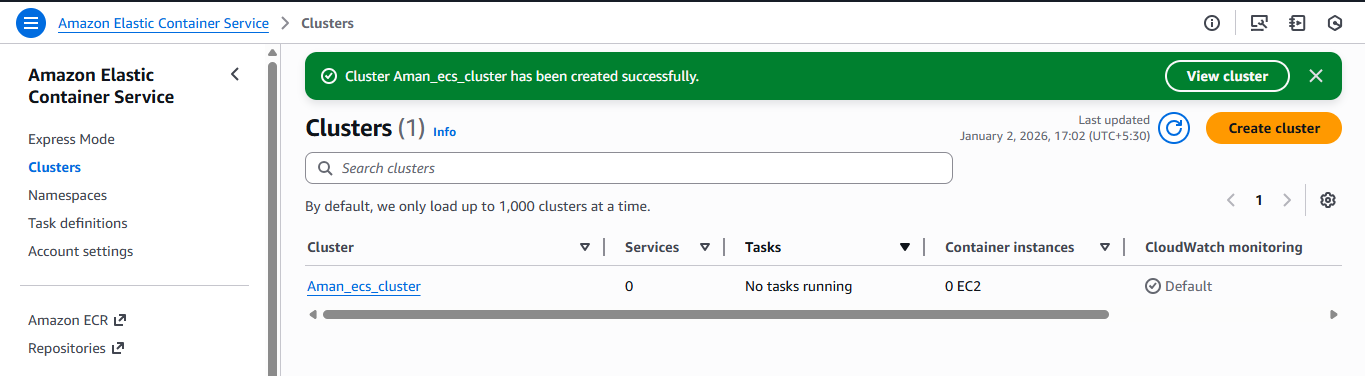 Amazon Elastic Container Service > Clusters
Amazon Elastic
Container Service
Express Mode
Clusters
Namespaces
Task definitions
Account settings
Amazon ECR
Repositories
Cluster Aman_ecs_cluster has been created successfully.
View cluster
Clusters (1) Info
Last updated
January 2, 2026, 17:02 (UTC+5:30)
Create cluster
Search clusters
By default, we only load up to 1,000 clusters at a time.
1
Cluster Services Tasks Container instances CloudWatch monitoring
Aman_ecs_cluster 0 No tasks running 0 EC2 Default